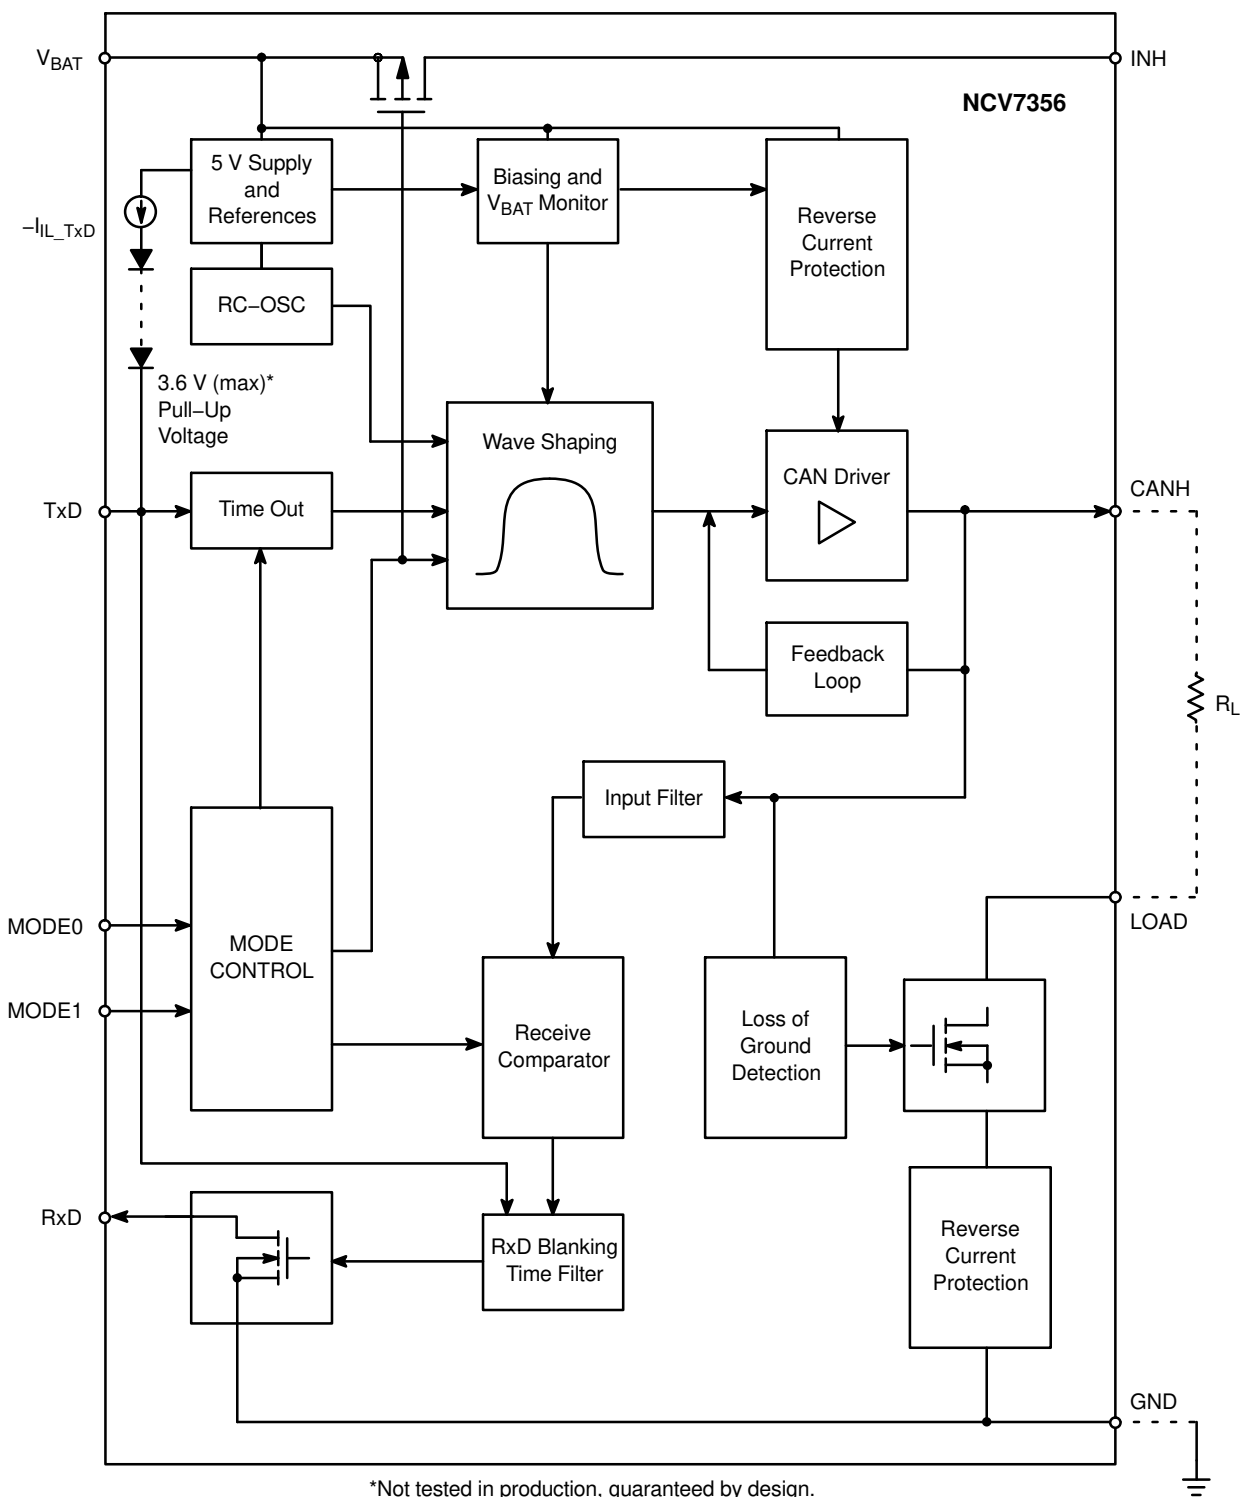 V_BAT
INH
NCV7356
5 V Supply
and
References
Biasing and
V_BAT Monitor
Reverse
Current
Protection
–I_IL_TxD
RC–OSC
3.6 V (max)*
Pull–Up
Voltage
Wave Shaping
CAN Driver
CANH
TxD
Time Out
Feedback
Loop
R_L
Input Filter
MODE0
MODE
CONTROL
LOAD
MODE1
Receive
Comparator
Loss of
Ground
Detection
RxD
RxD Blanking
Time Filter
Reverse
Current
Protection
GND
*Not tested in production, guaranteed by design.